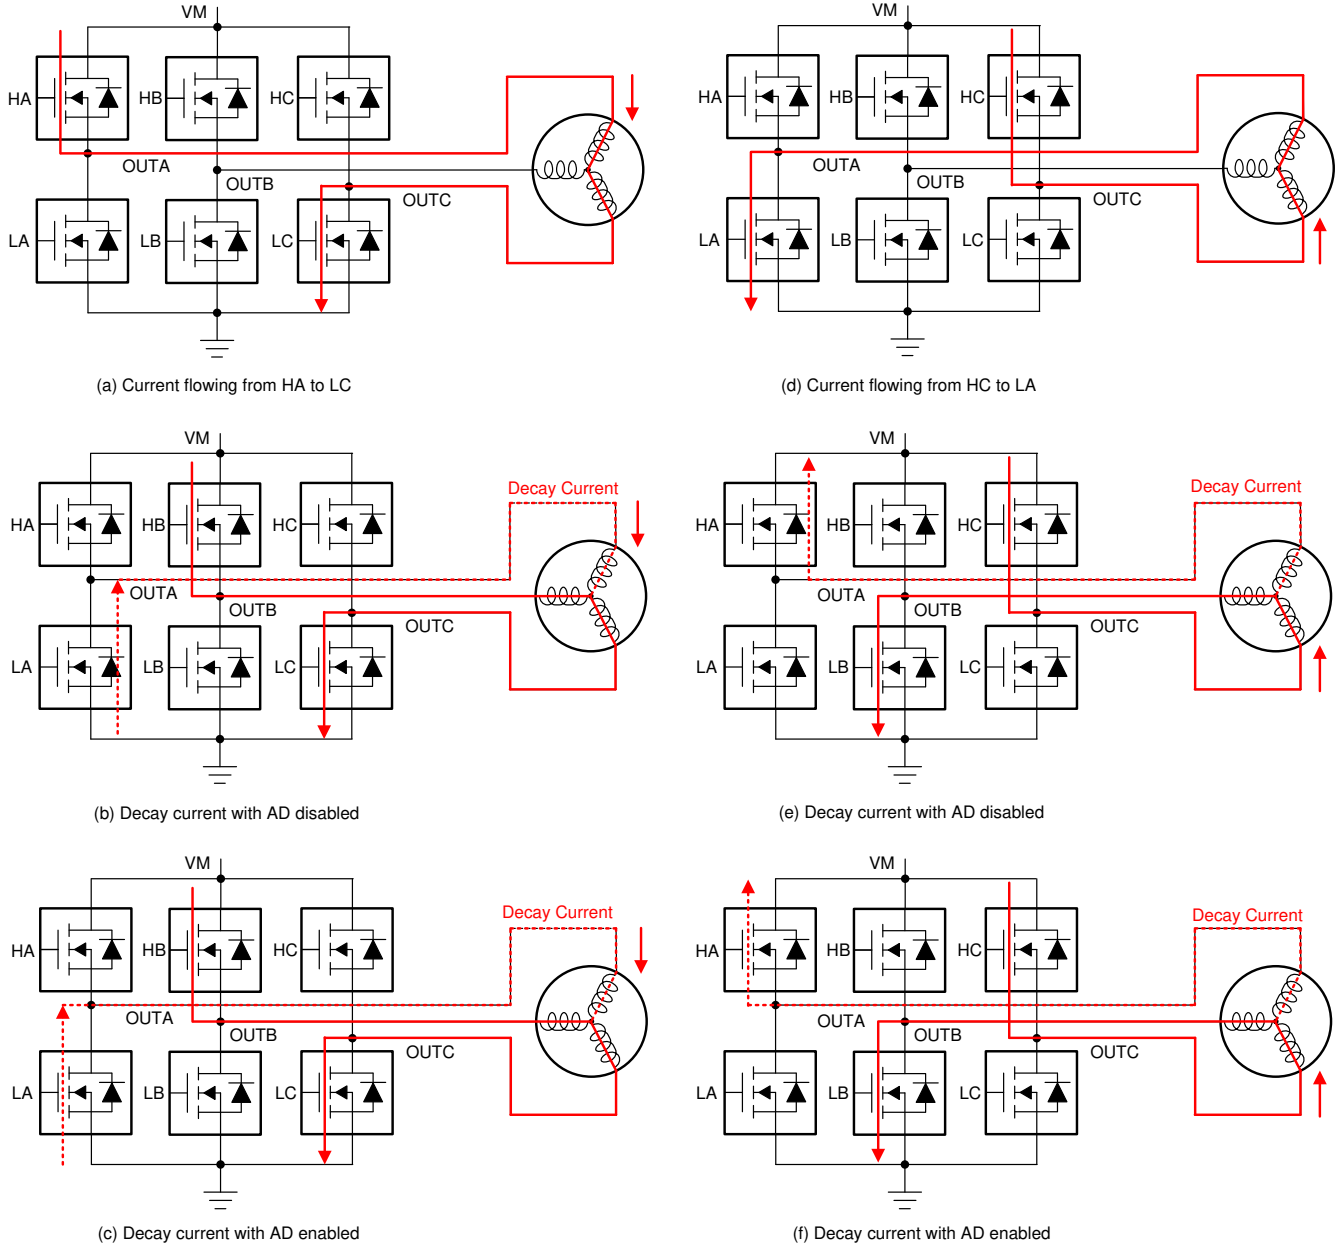 VM
HA
HB
HC
OUTA
OUTB
OUTC
LA
LB
LC
(a) Current flowing from HA to LC
VM
HA
HB
HC
OUTA
OUTB
OUTC
LA
LB
LC
(d) Current flowing from HC to LA
VM
Decay Current
HA
HB
HC
OUTA
OUTB
OUTC
LA
LB
LC
(b) Decay current with AD disabled
VM
Decay Current
HA
HB
HC
OUTA
OUTB
OUTC
LA
LB
LC
(e) Decay current with AD disabled
VM
Decay Current
HA
HB
HC
OUTA
OUTB
OUTC
LA
LB
LC
(c) Decay current with AD enabled
VM
Decay Current
HA
HB
HC
OUTA
OUTB
OUTC
LA
LB
LC
(f) Decay current with AD enabled